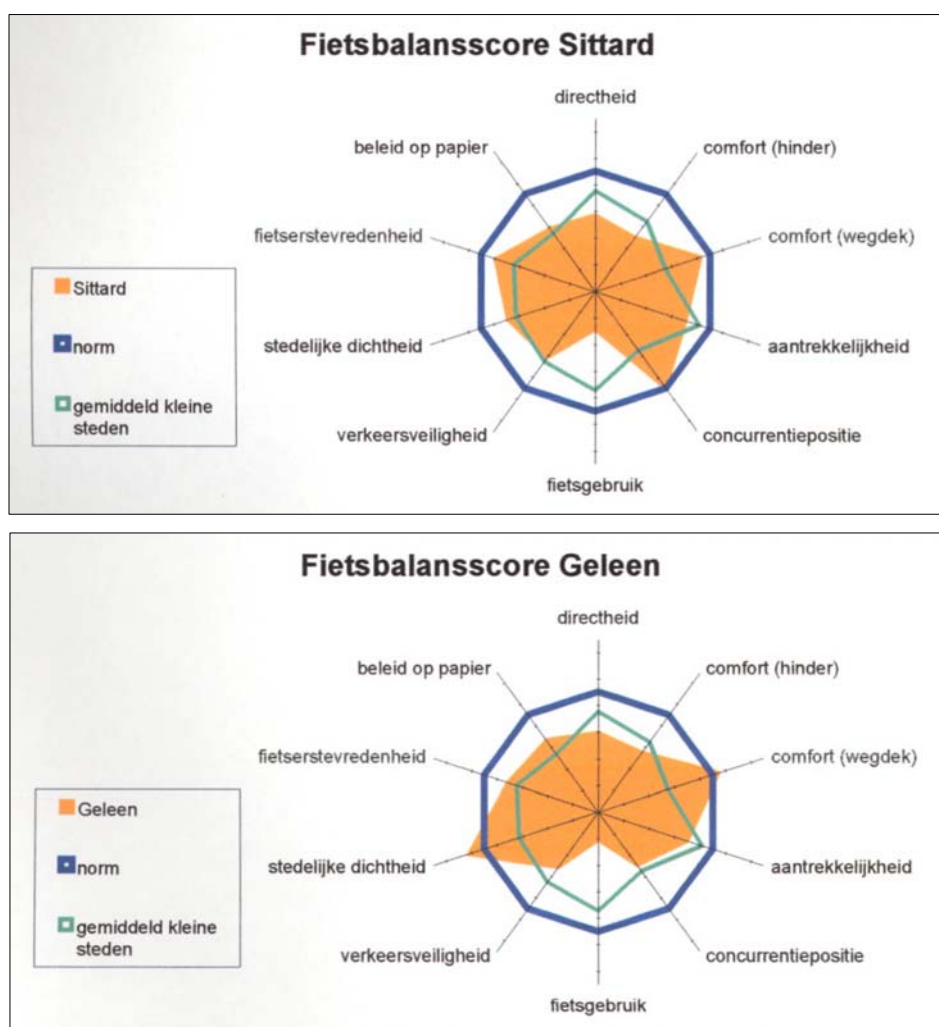 Fietsbalansscore Sittard
directheid
beleid op papier
comfort (hinder)
fietserstevredenheid
comfort (wegdek)
Sittard
norm
gemiddeld kleine
steden
stedelijke dichtheid
aantrekkelijkheid
verkeersveiligheid
concurrentiepositie
fietsgebruik
Fietsbalansscore Geleen
directheid
beleid op papier
comfort (hinder)
fietserstevredenheid
comfort (wegdek)
Geleen
norm
gemiddeld kleine
steden
stedelijke dichtheid
aantrekkelijkheid
verkeersveiligheid
concurrentiepositie
fietsgebruik